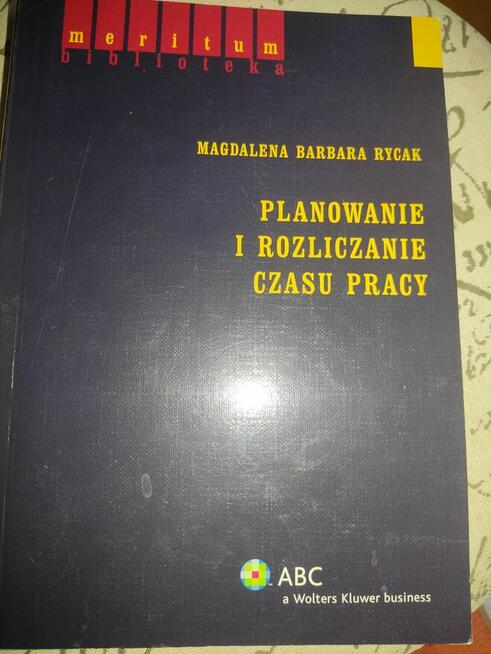 meritum
biblioteka
MAGDALENA BARBARA RYCAK
PLANOWANIE
I ROZLICZANIE
CZASU PRACY
ABC
a Wolters Kluwer business